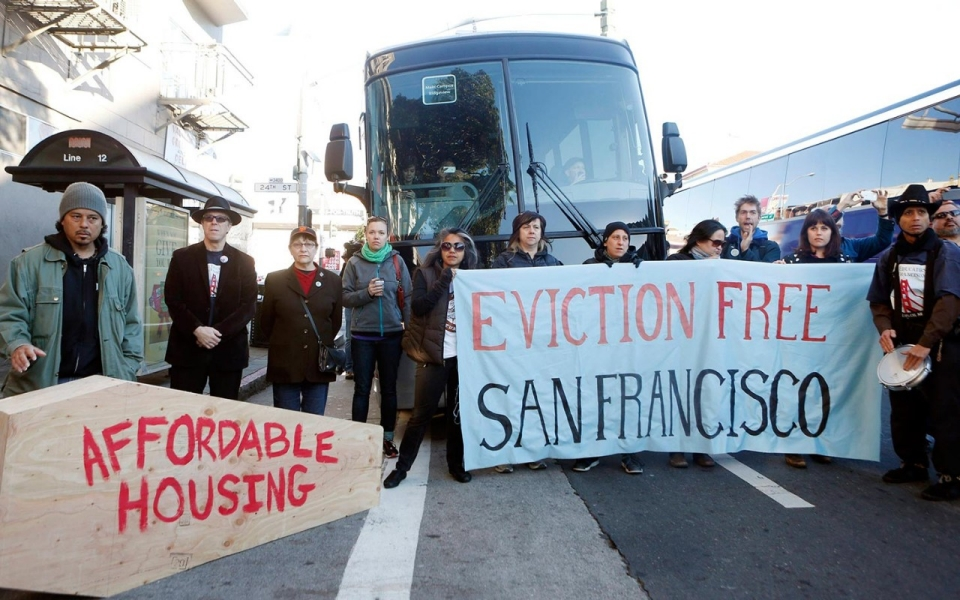 Line 12
24TH ST
EVICTION FREE
SAN FRANCISCO
AFFORDABLE
HOUSING